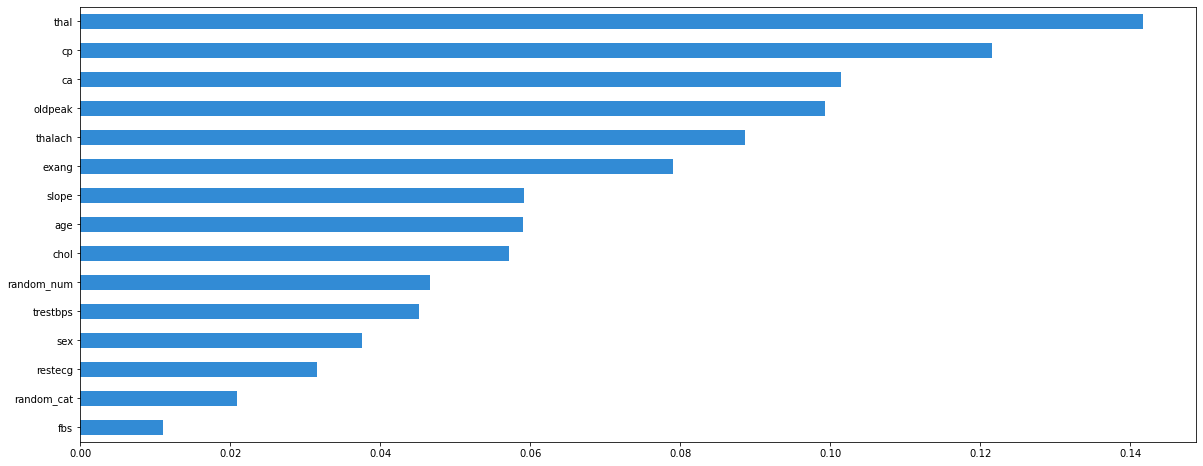 thal
cp
ca
oldpeak
thalach
exang
slope
age
chol
random_num
trestbps
sex
restecg
random_cat
fbs
0.00 0.02 0.04 0.06 0.08 0.10 0.12 0.14